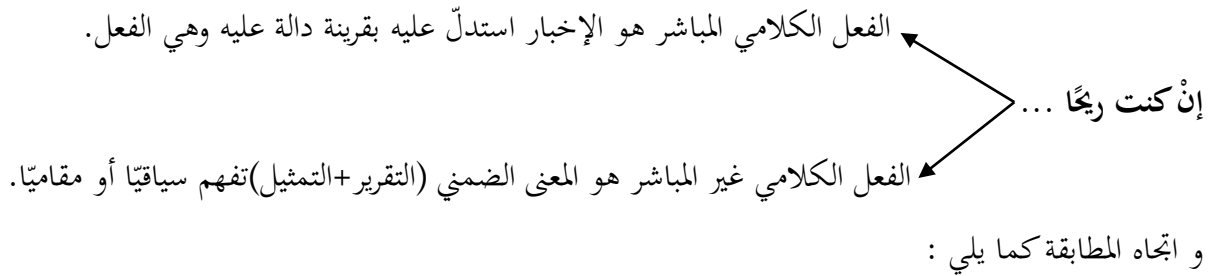 الفعل الكلامي المباشر هو الإخبار استدلّ عليه بقرينة دالة عليه وهي الفعل.
إنْ كنت ريحًا ...
الفعل الكلامي غير المباشر هو المعنى الضمني (التقرير+التمثيل)تفهم سياقيّا أو مقاميّا.
و اتجاه المطابقة كما يلي :